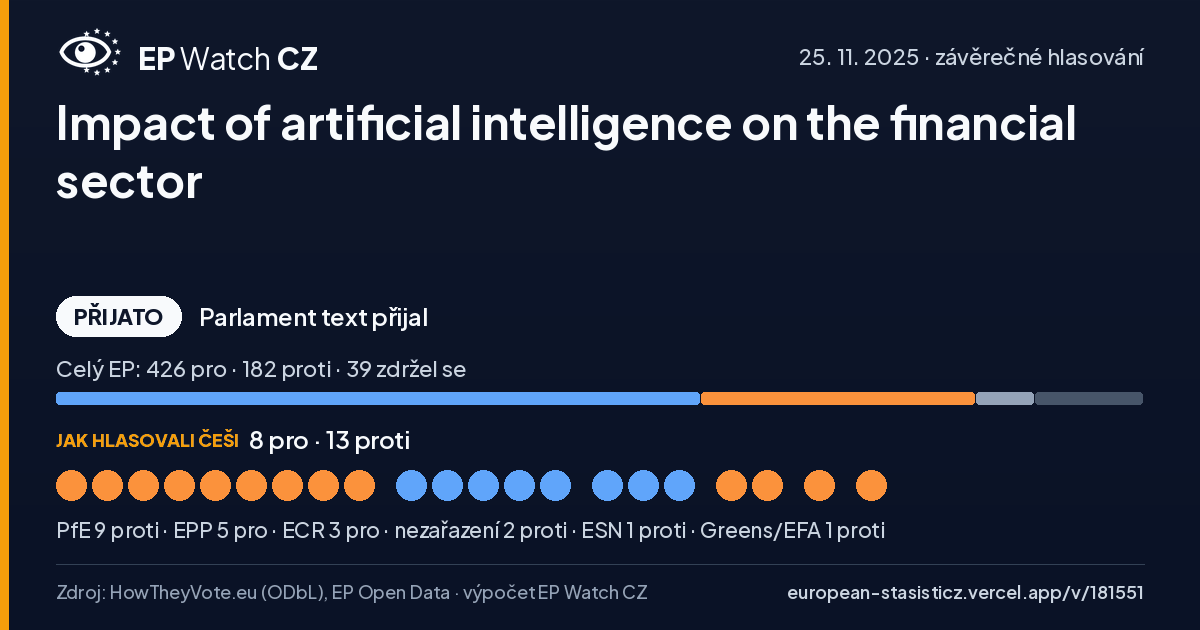 EP Watch CZ
25. 11. 2025 · závěrečné hlasování
Impact of artificial intelligence on the financial
sector
PŘIJATO
Parlament text přijal
Celý EP: 426 pro · 182 proti · 39 zdržel se
JAK HLASOVALI ČEŠI 8 pro · 13 proti
PfE 9 proti · EPP 5 pro · ECR 3 pro · nezařazení 2 proti · ESN 1 proti · Greens/EFA 1 proti
Zdroj: HowTheyVote.eu (ODbL), EP Open Data · výpočet EP Watch CZ
european-stasisticz.vercel.app/v/181551